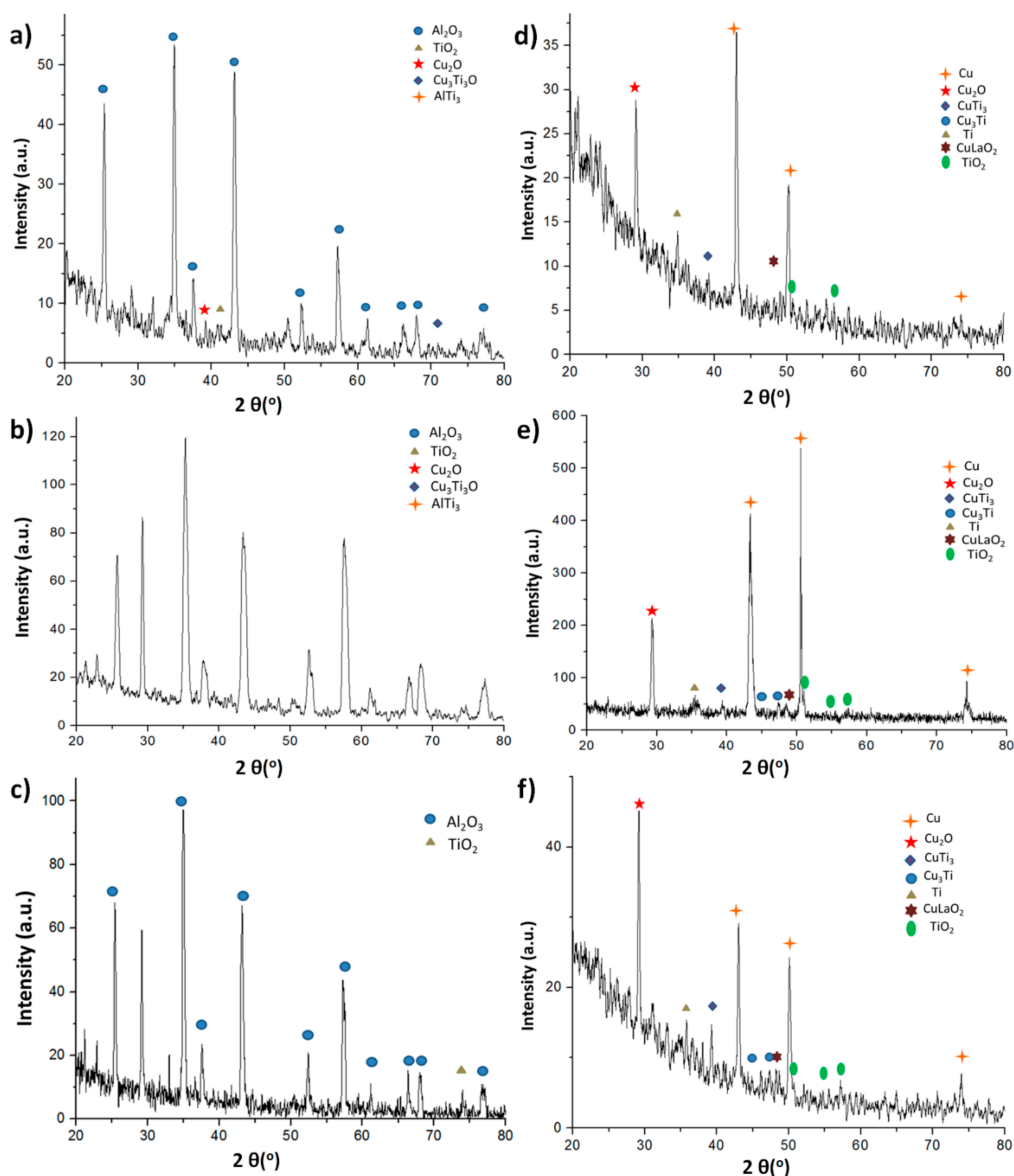 a)
Al₂O₃
TiO₂
Cu₂O
Cu₃Ti₃O
AlTi₃
50
40
30
20
10
0
Intensity (a.u.)
20 30 40 50 60 70 80
2 θ(º)
d)
Cu
Cu₂O
CuTi₃
Cu₃Ti
Ti
CuLaO₂
TiO₂
35
30
25
20
15
10
5
0
Intensity (a.u.)
20 30 40 50 60 70 80
2 θ(º)
b)
Al₂O₃
TiO₂
Cu₂O
Cu₃Ti₃O
AlTi₃
120
100
80
60
40
20
0
Intensity (a.u.)
20 30 40 50 60 70 80
2 θ(º)
e)
Cu
Cu₂O
CuTi₃
Cu₃Ti
Ti
CuLaO₂
TiO₂
600
500
400
300
200
100
0
Intensity (a.u.)
20 30 40 50 60 70 80
2 θ(º)
c)
Al₂O₃
TiO₂
100
80
60
40
20
0
Intensity (a.u.)
20 30 40 50 60 70 80
2 θ(º)
f)
Cu
Cu₂O
CuTi₃
Cu₃Ti
Ti
CuLaO₂
TiO₂
40
20
0
Intensity (a.u.)
20 30 40 50 60 70 80
2 θ(º)